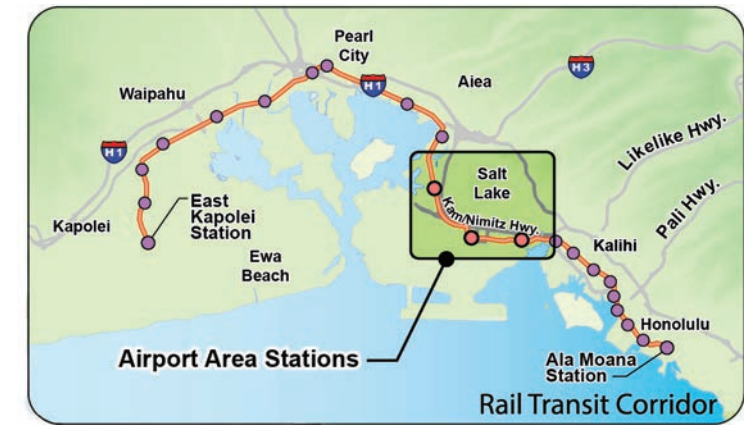 Pearl
City
Aiea
H3
H1
Waipahu
H1
Likelike Hwy.
Salt
Lake
Pali Hwy.
East
Kapolei
Station
Kam/Nimitz Hwy.
Kapolei
Kalihi
Ewa
Beach
Honolulu
Airport Area Stations
Ala Moana
Station
Rail Transit Corridor